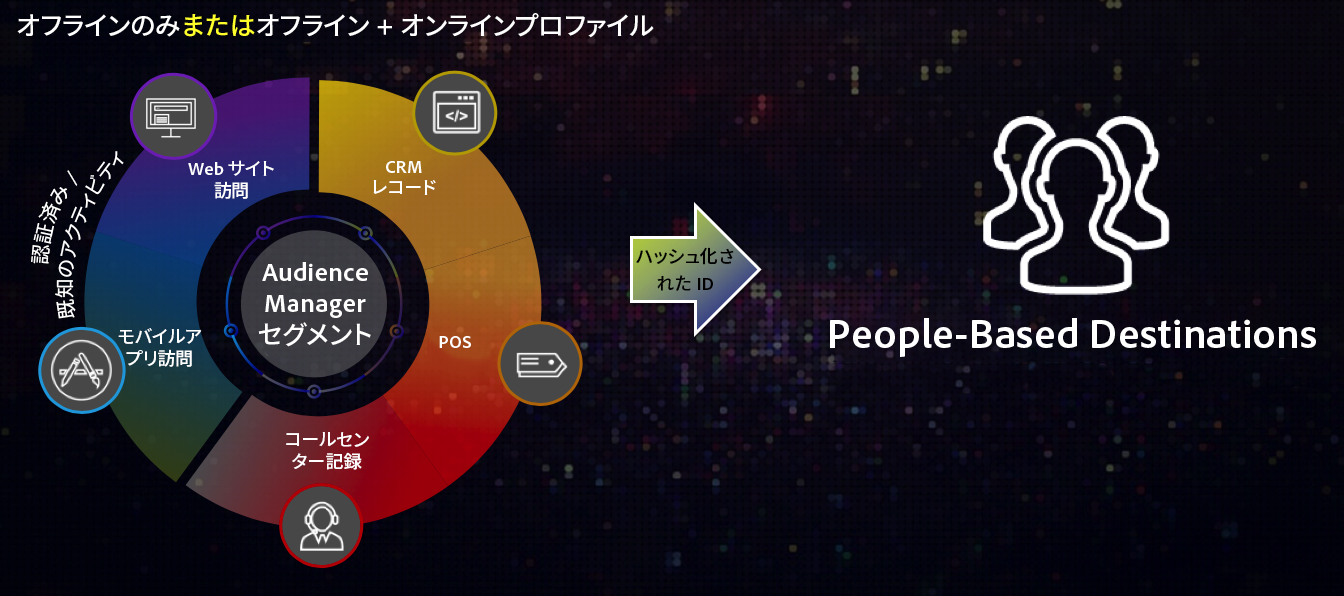 オフラインのみまたはオフライン + オンラインプロファイル
認証済み /
既知のアクティビティ
Web サイト
訪問
CRM
レコード
</>
Audience
Manager
セグメント
モバイルア
プリ訪問
POS
コールセン
ター記録
ハッシュ化さ
れた ID
People-Based Destinations